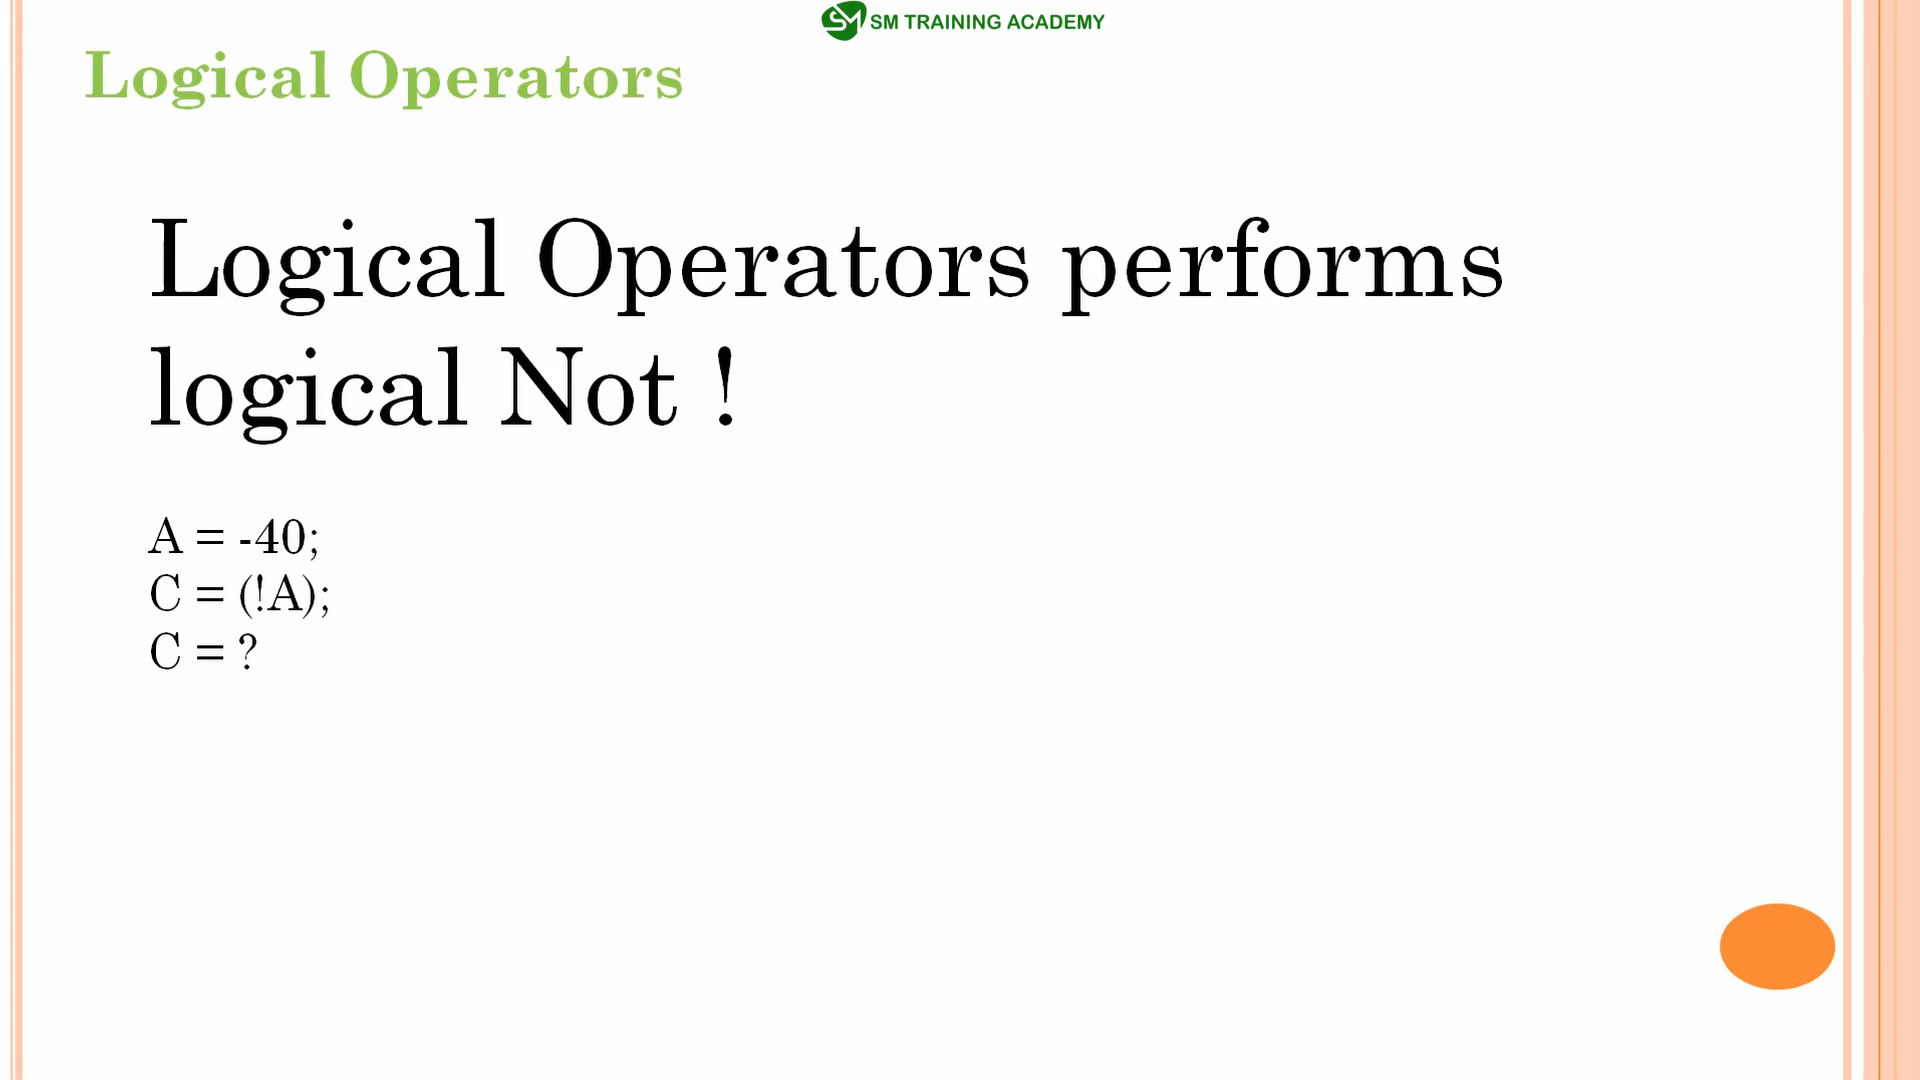 SM TRAINING ACADEMY
Logical Operators
Logical Operators performs
logical Not !
A = -40;
C = (!A);
C = ?